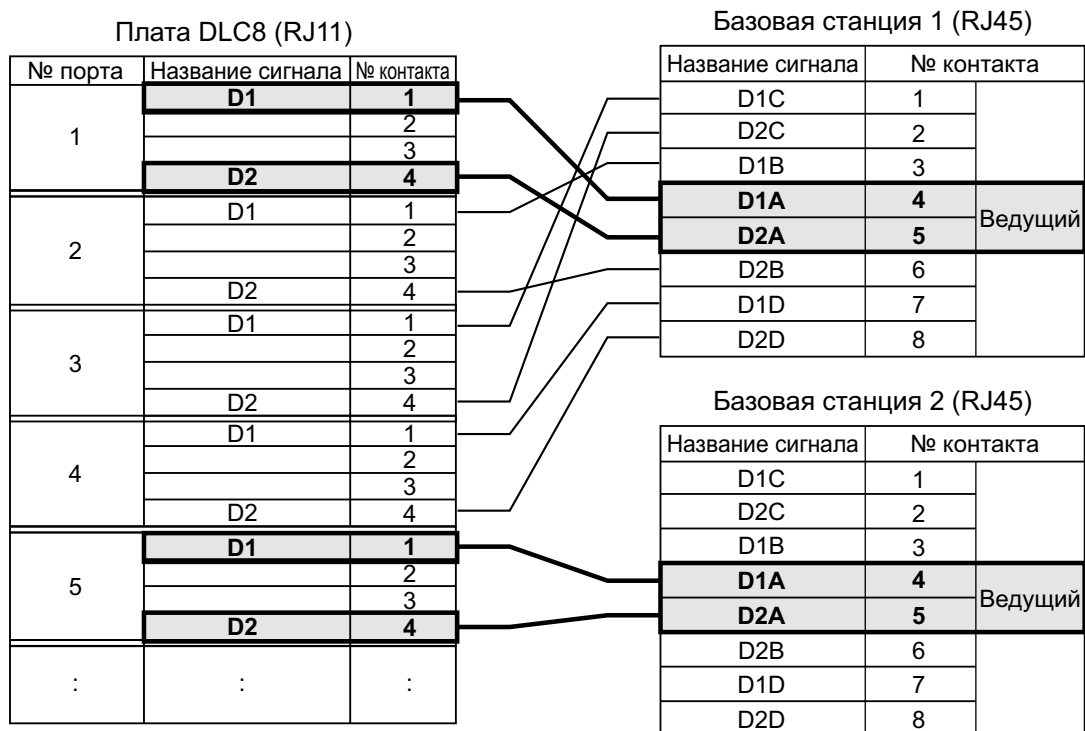 Плата DLC8 (RJ11)
№ порта Название сигнала № контакта
D1 1
2
3
D2 4
1
D1 1
2
3
D2 4
2
D1 1
2
3
D2 4
3
D1 1
2
3
D2 4
4
D1 1
2
3
D2 4
5
: : :
Базовая станция 1 (RJ45)
Название сигнала № контакта
D1C 1
D2C 2
D1B 3
D1A 4
D2A 5
Ведущий
D2B 6
D1D 7
D2D 8
Базовая станция 2 (RJ45)
Название сигнала № контакта
D1C 1
D2C 2
D1B 3
D1A 4
D2A 5
Ведущий
D2B 6
D1D 7
D2D 8